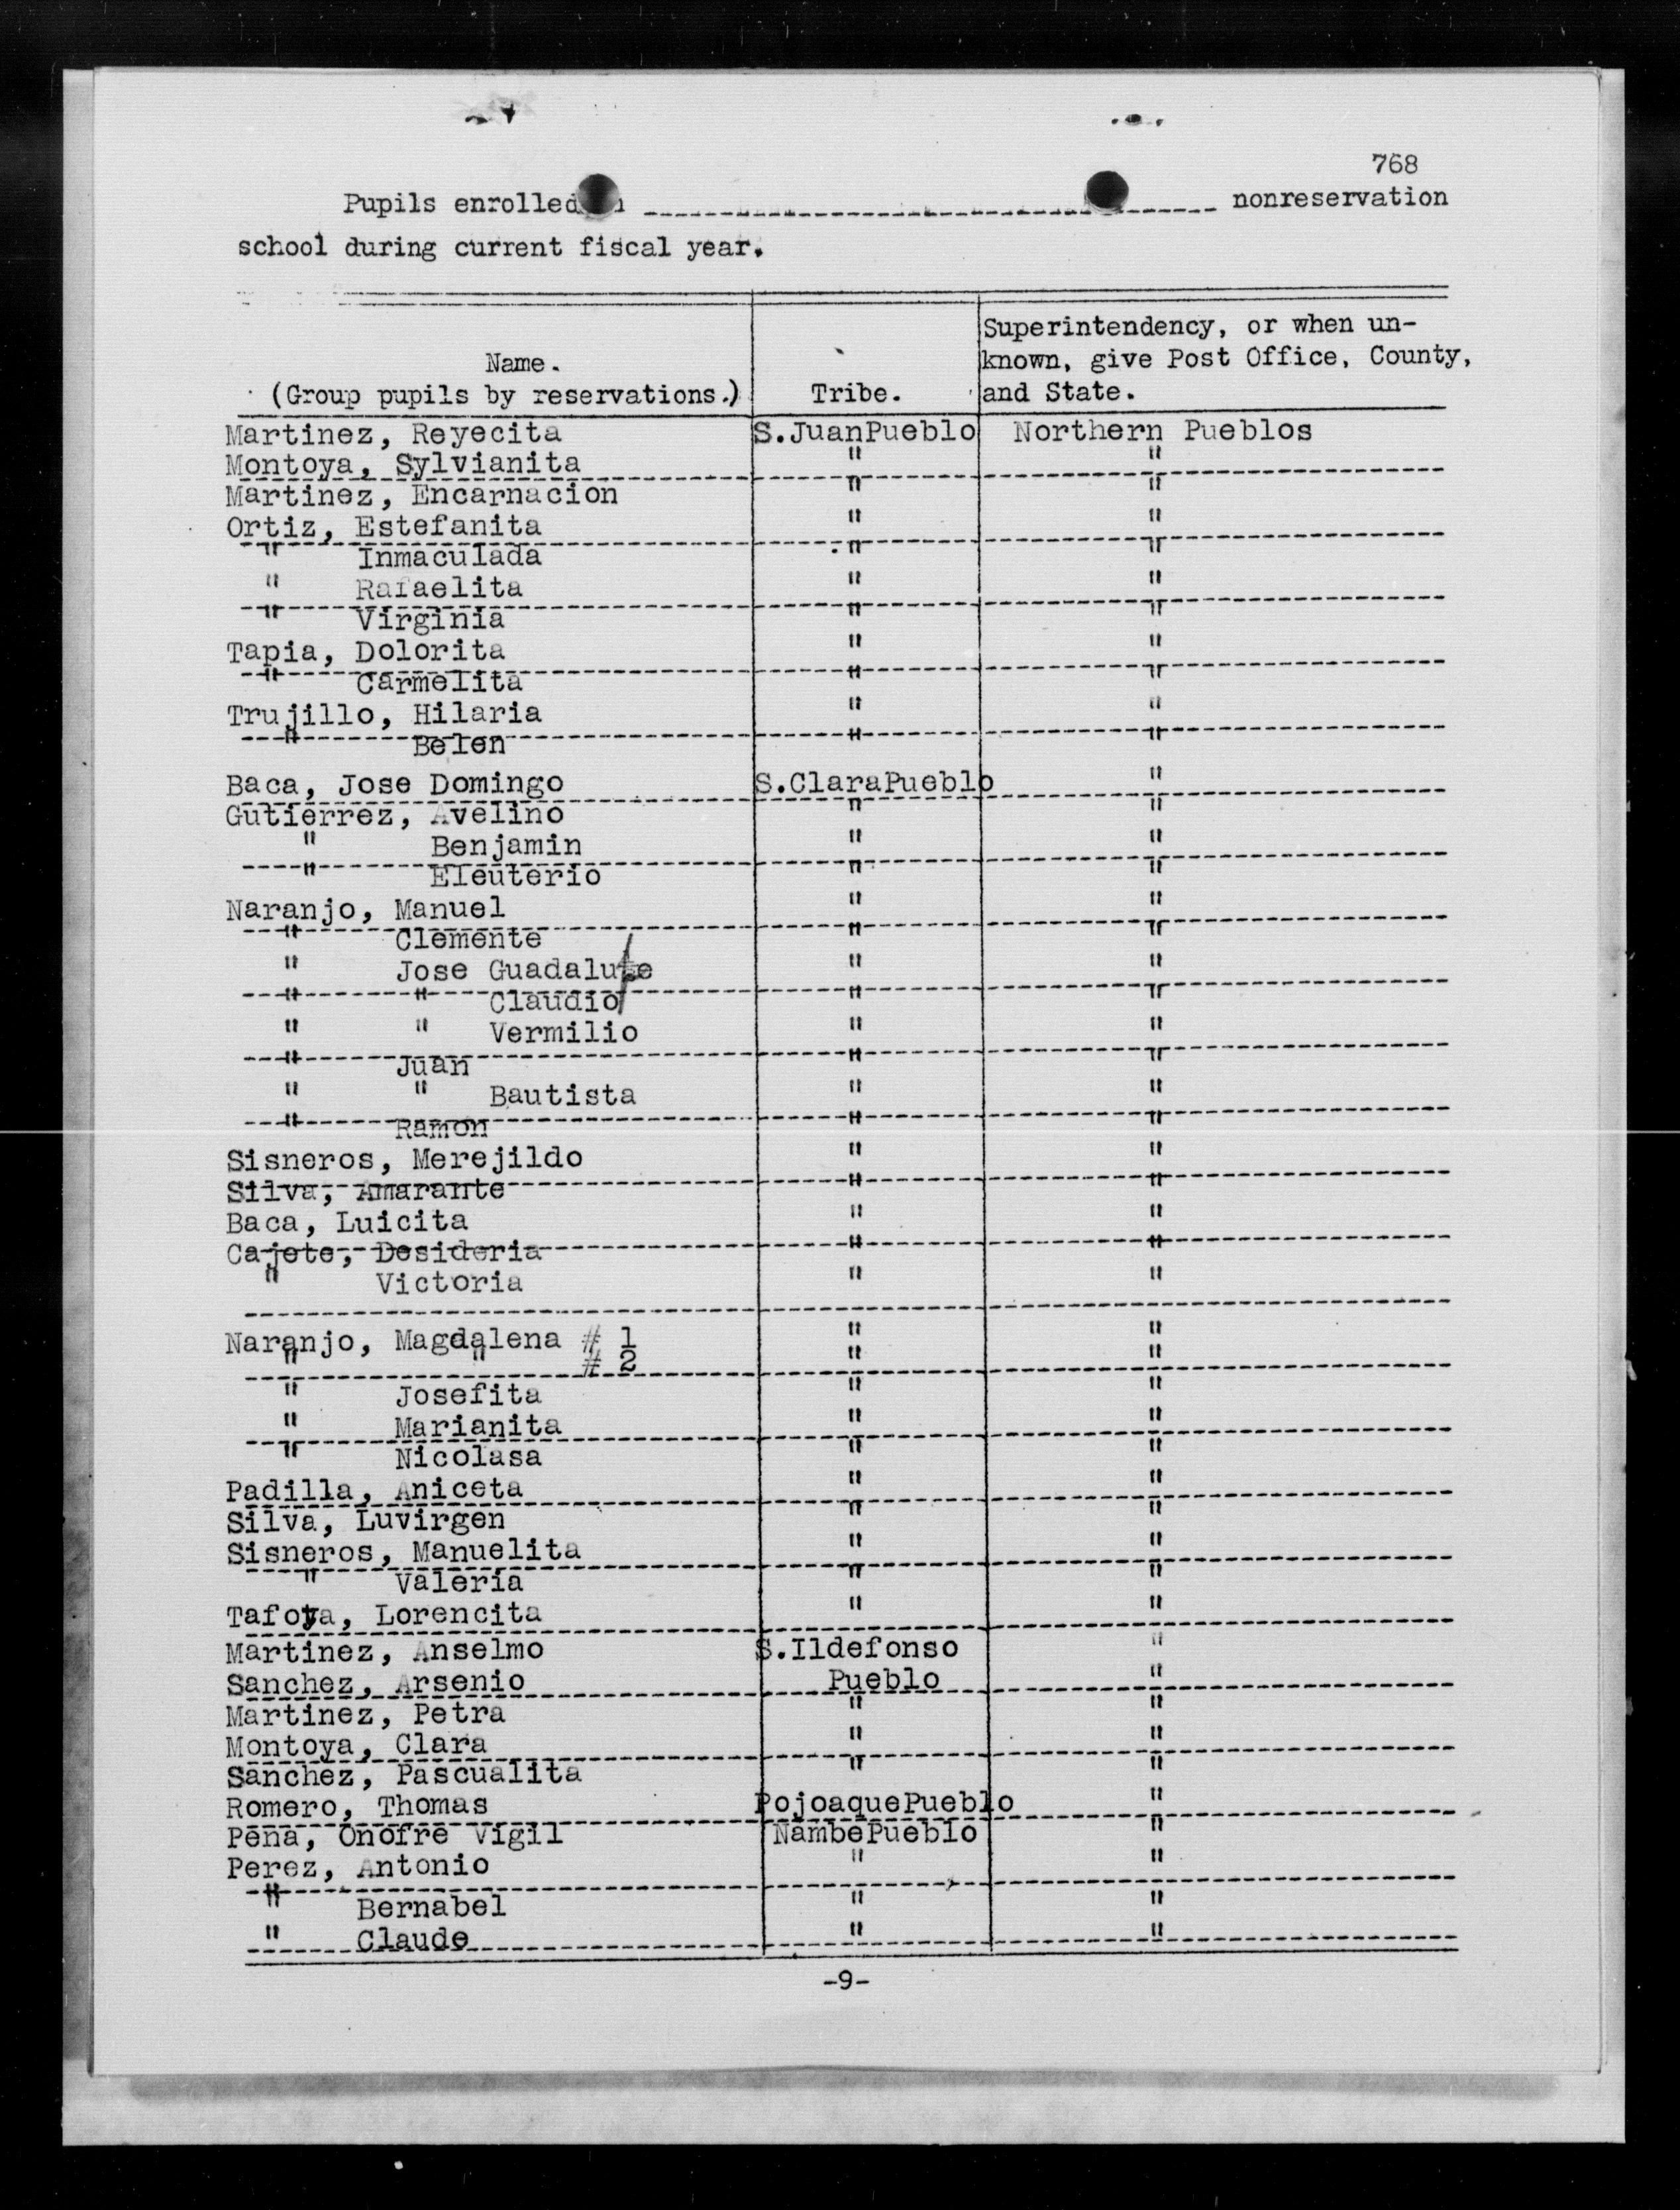 768
Pupils enrolled nonreservation
school during current fiscal year.
Superintendency, or when un-
Name. known, give Post Office, County,
(Group pupils by reservations.) Tribe. and State.
Martinez, Reyecita S.JuanPueblo Northern Pueblos
Montoya, Sylvianita " "
Martinez, Encarnacion " "
Ortiz, Estefanita " "
" Inmaculada " "
" Rafaelita " "
" Virginia " "
Tapia, Dolorita " "
" Carmelita " "
Trujillo, Hilaria " "
" Belen " "
Baca, Jose Domingo S.ClaraPueblo "
Gutierrez, Avelino " "
" Benjamin " "
" Eleuterio " "
Naranjo, Manuel " "
" Clemente " "
" Jose Guadalupe " "
" " Claudio " "
" " Vermilio " "
" Juan " "
" " Bautista " "
" Ramon " "
Sisneros, Merejildo " "
Silva, Amarante " "
Baca, Luicita " "
Cajete, Desideria " "
" Victoria " "
Naranjo, Magdalena # 1 " "
" " # 2 " "
" Josefita " "
" Marianita " "
" Nicolasa " "
Padilla, Aniceta " "
Silva, Luvirgen " "
Sisneros, Manuelita " "
" Valeria " "
Tafoya, Lorencita " "
Martinez, Anselmo S.Ildefonso "
Sanchez, Arsenio Pueblo "
Martinez, Petra " "
Montoya, Clara " "
Sanchez, Pascualita " "
Romero, Thomas PojoaquePueblo "
Pena, Onofre Vigil NambePueblo "
Perez, Antonio " "
" Bernabel " "
" Claude " "
-9-